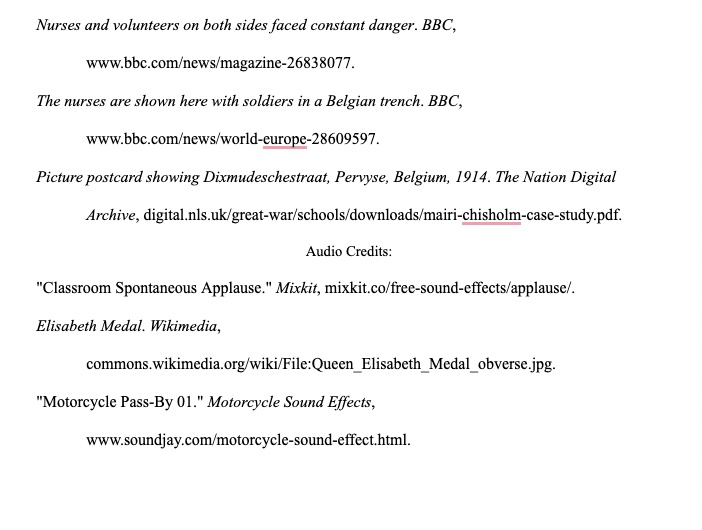 Nurses and volunteers on both sides faced constant danger. BBC,
www.bbc.com/news/magazine-26838077.
The nurses are shown here with soldiers in a Belgian trench. BBC,
www.bbc.com/news/world-europe-28609597.
Picture postcard showing Dixmudeschestraat, Pervyse, Belgium, 1914. The Nation Digital
Archive, digital.nls.uk/great-war/schools/downloads/mairi-chisholm-case-study.pdf.
Audio Credits:
"Classroom Spontaneous Applause." Mixkit, mixkit.co/free-sound-effects/applause/.
Elisabeth Medal. Wikimedia,
commons.wikimedia.org/wiki/File:Queen_Elisabeth_Medal_obverse.jpg.
"Motorcycle Pass-By 01." Motorcycle Sound Effects,
www.soundjay.com/motorcycle-sound-effect.html.